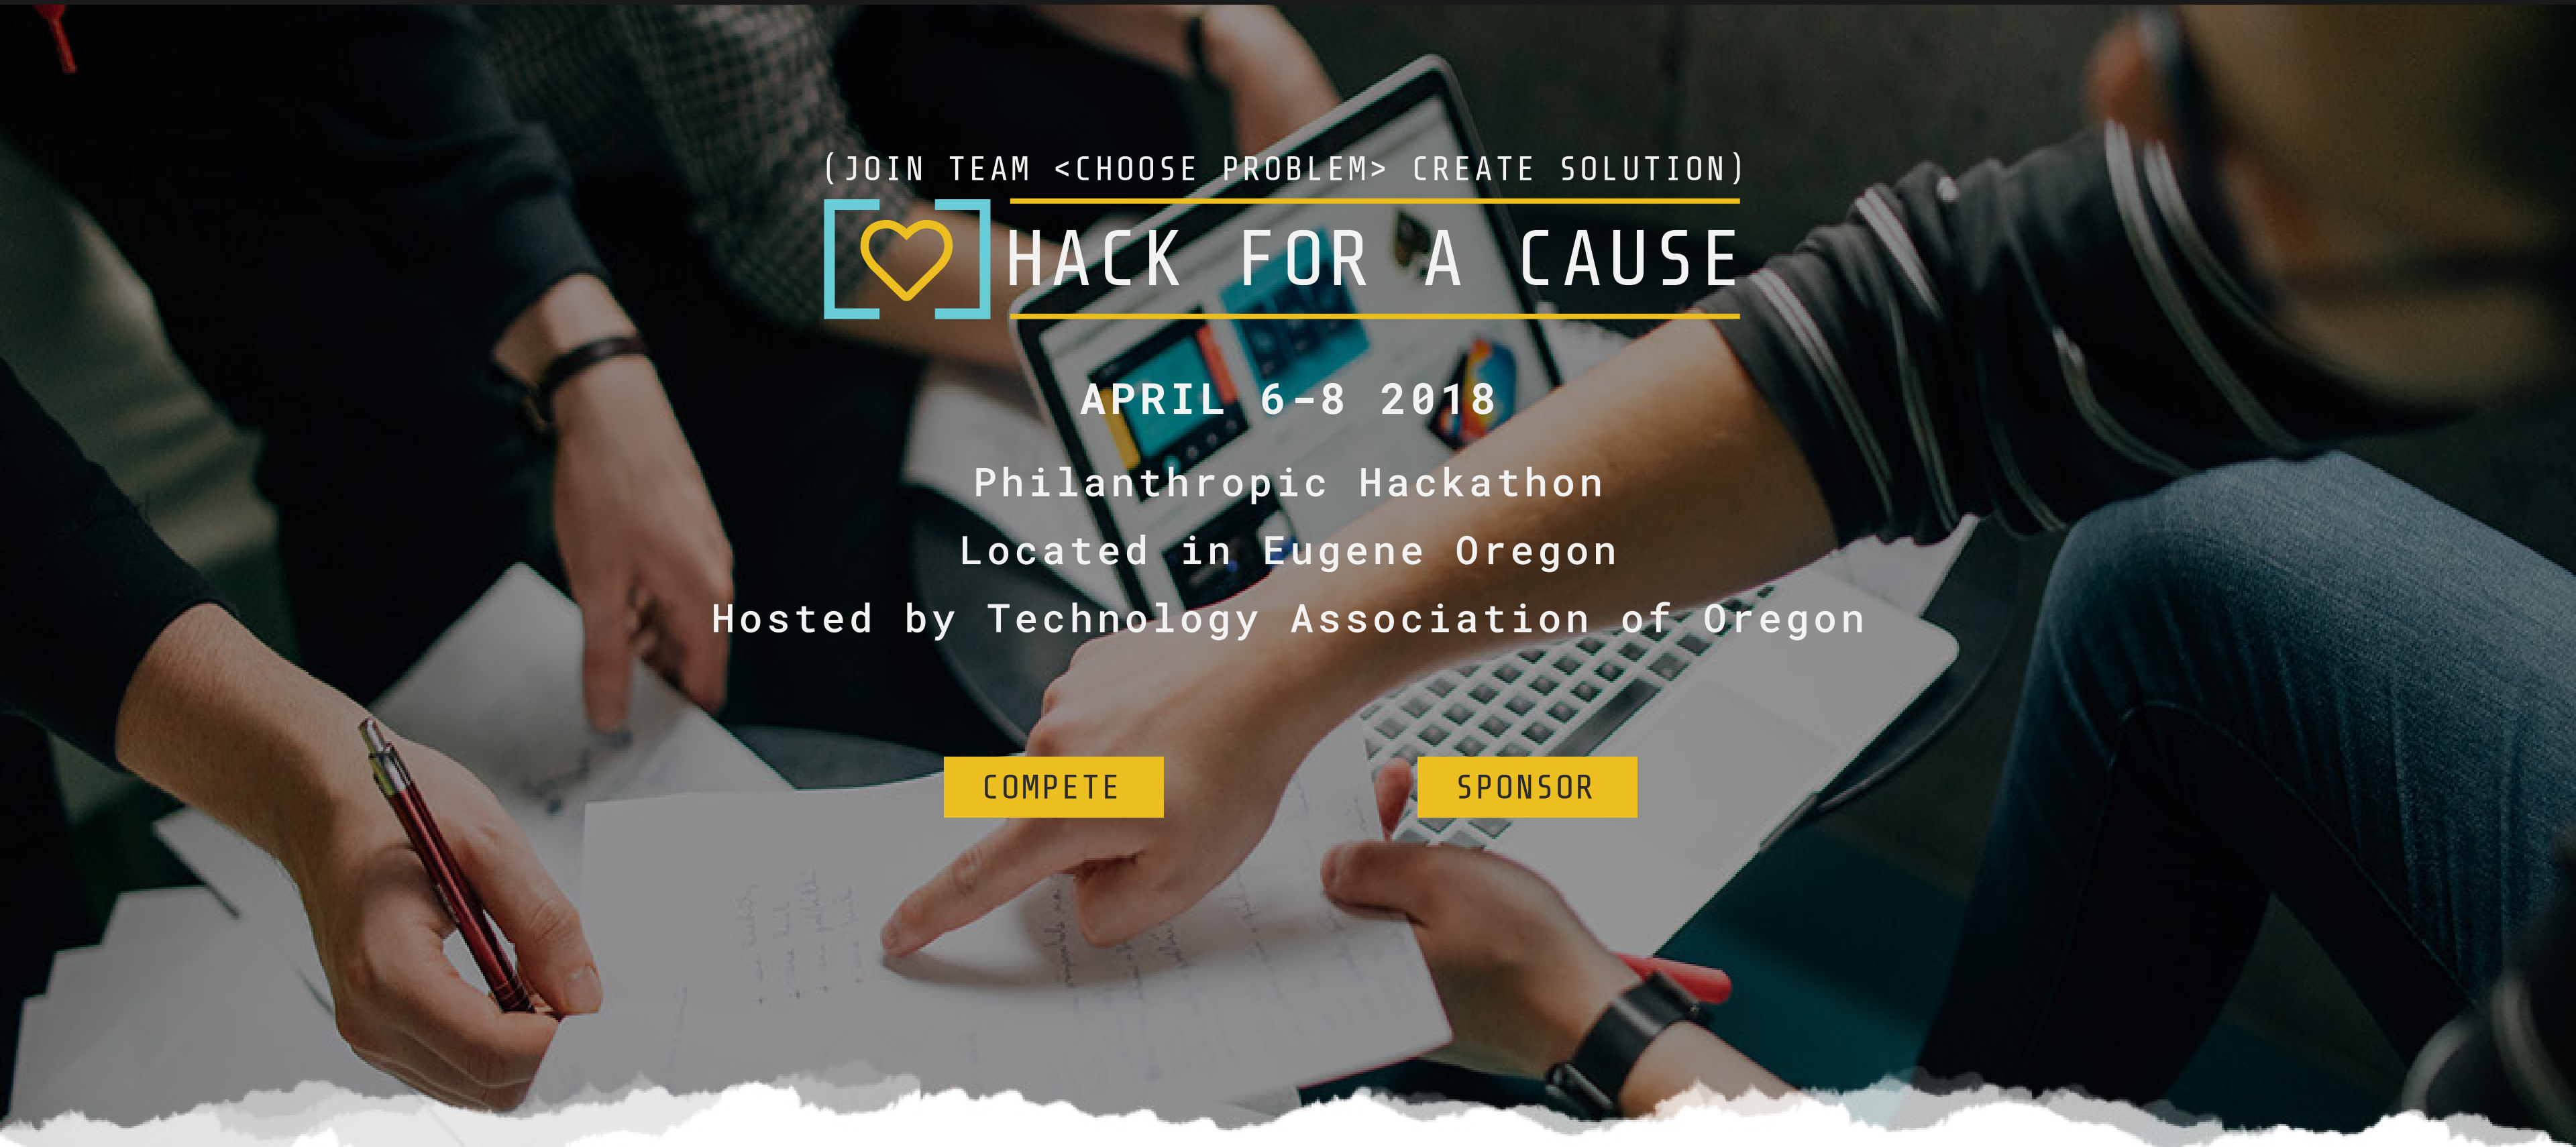 (JOIN TEAM <CHOOSE PROBLEM> CREATE SOLUTION)
HACK FOR A CAUSE
APRIL 6-8 2018
Philanthropic Hackathon
Located in Eugene Oregon
Hosted by Technology Association of Oregon
COMPETE
SPONSOR